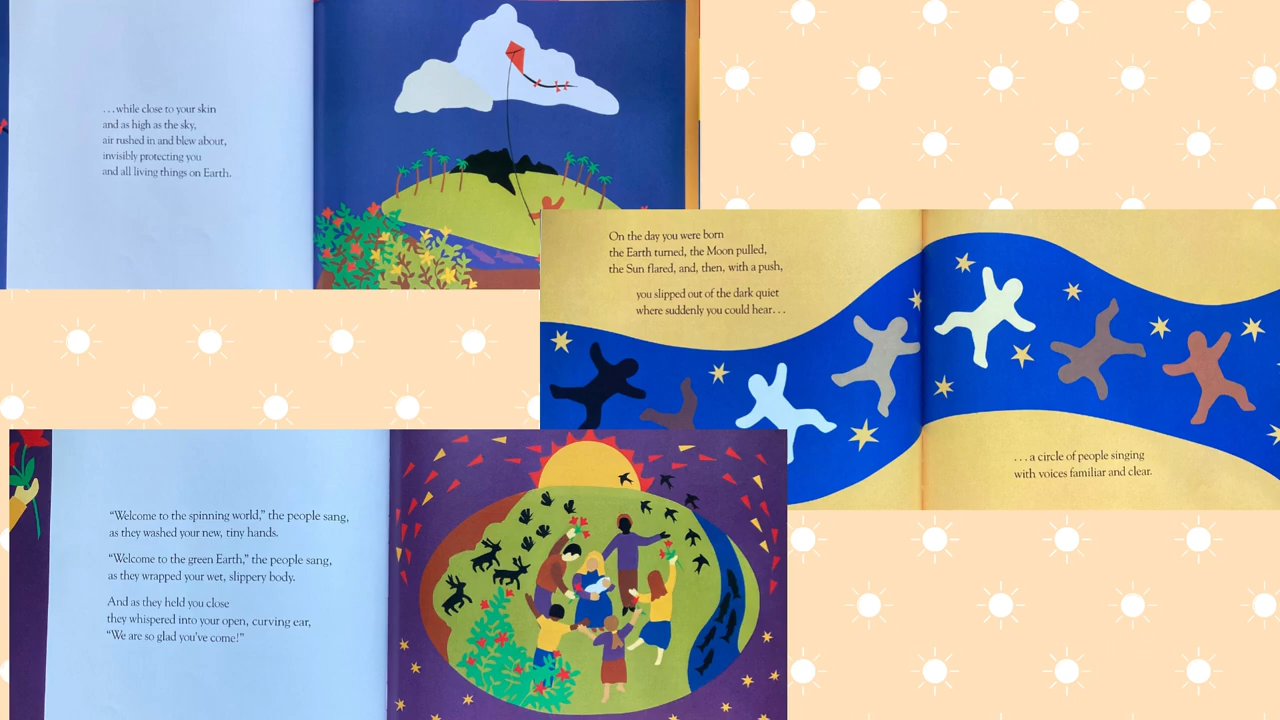 . . . while close to your skin
and as high as the sky,
air rushed in and blew about,
invisibly protecting you
and all living things on Earth.
On the day you were born
the Earth turned, the Moon pulled,
the Sun flared, and, then, with a push,
you slipped out of the dark quiet
where suddenly you could hear. . .
. . . a circle of people singing
with voices familiar and clear.
“Welcome to the spinning world,” the people sang,
as they washed your new, tiny hands.
“Welcome to the green Earth,” the people sang,
as they wrapped your wet, slippery body.
And as they held you close
they whispered into your open, curving ear,
“We are so glad you’ve come!”